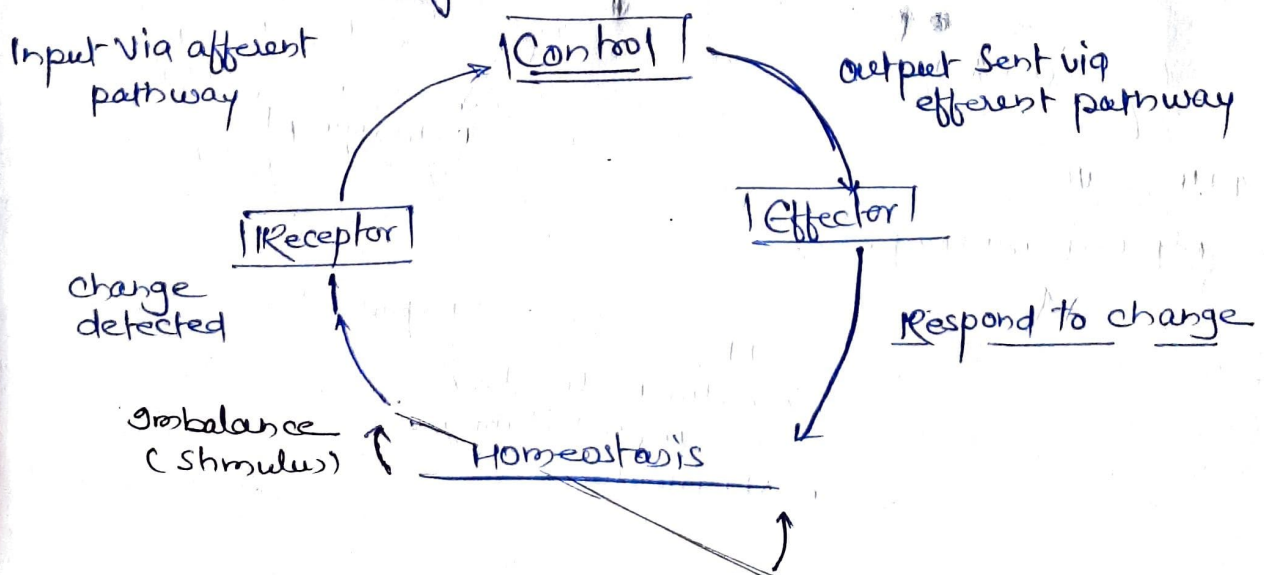 Control
Input Via afferent
pathway
output Sent via
efferent pathway
Receptor
Effector
change
detected
Respond to change
Imbalance
(Stimulus)
Homeostasis